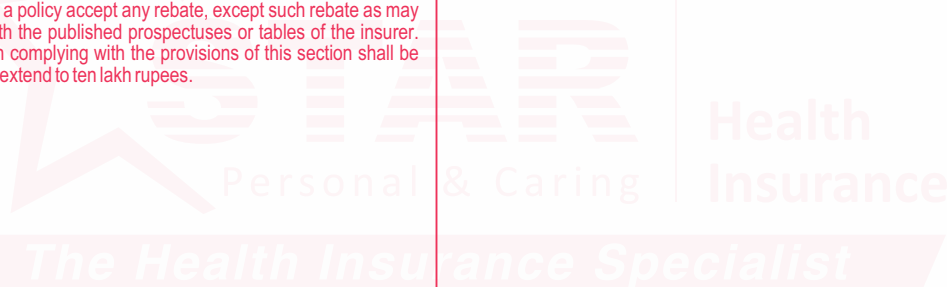 a policy accept any rebate, except such rebate as may
th the published prospectuses or tables of the insurer.
n complying with the provisions of this section shall be
extend to ten lakh rupees.
STAR
Health
Personal & Caring
Insurance
The Health Insurance Specialist